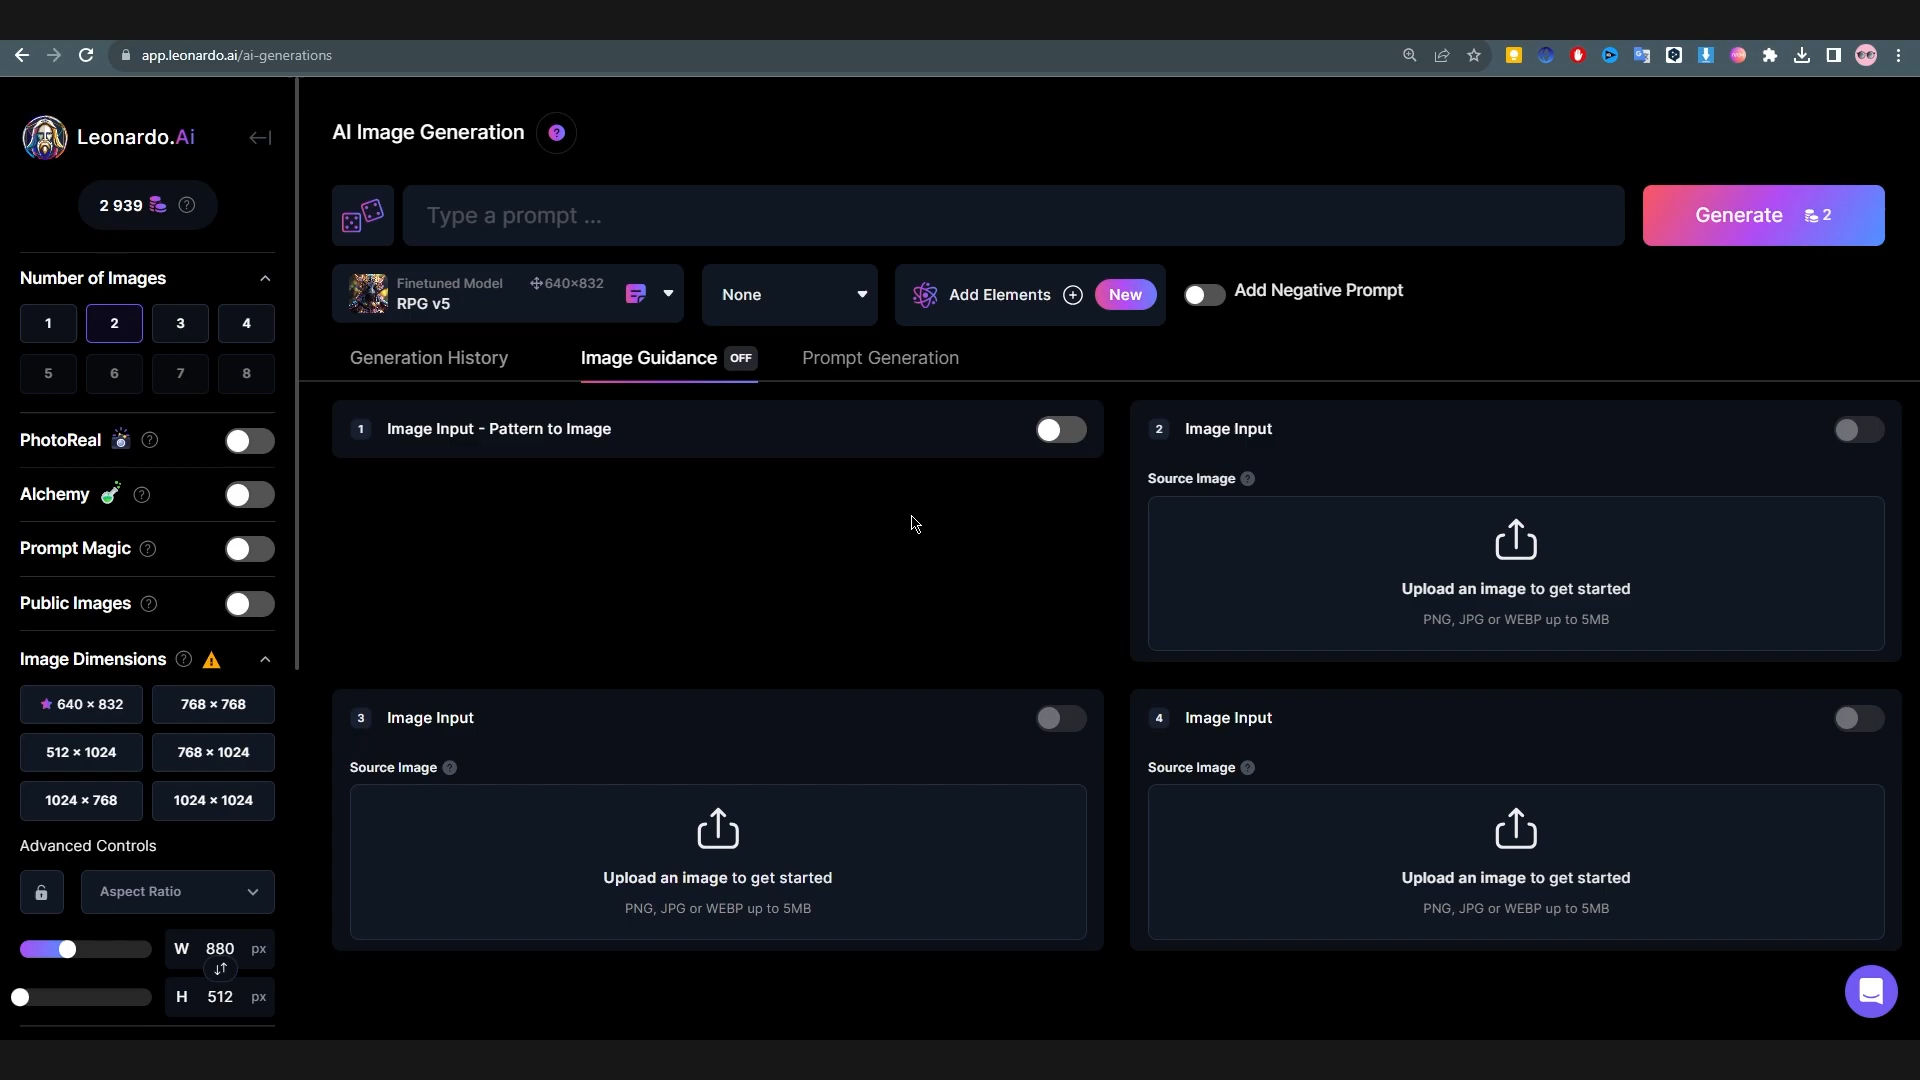 app.leonardo.ai/ai-generations
Leonardo.Ai
2 939
Number of Images
1 2 3 4
5 6 7 8
PhotoReal
Alchemy
Prompt Magic
Public Images
Image Dimensions
640 × 832 768 × 768
512 × 1024 768 × 1024
1024 × 768 1024 × 1024
Advanced Controls
Aspect Ratio
W 880 px
H 512 px
AI Image Generation ?
Type a prompt ...
Generate 2
Finetuned Model 640×832
RPG v5
None
Add Elements New
Add Negative Prompt
Generation History Image Guidance OFF Prompt Generation
1 Image Input - Pattern to Image
2 Image Input
Source Image ?
Upload an image to get started
PNG, JPG or WEBP up to 5MB
3 Image Input
Source Image ?
Upload an image to get started
PNG, JPG or WEBP up to 5MB
4 Image Input
Source Image ?
Upload an image to get started
PNG, JPG or WEBP up to 5MB